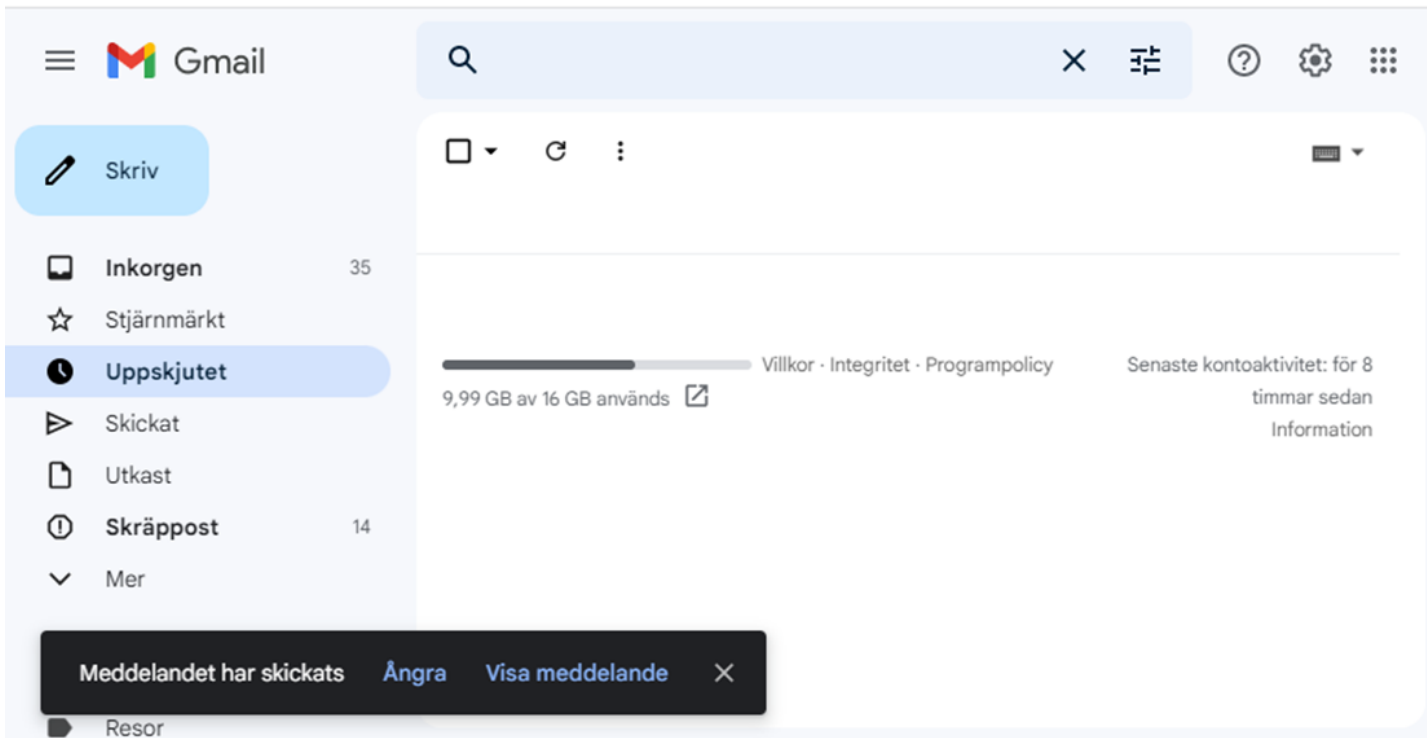 Gmail
Skriv
Inkorgen 35
Stjärnmärkt
Uppskjutet
Skickat
Utkast
Skräppost 14
Mer
Villkor · Integritet · Programpolicy
9,99 GB av 16 GB används
Senaste kontoaktivitet: för 8
timmar sedan
Information
Meddelandet har skickats Ångra Visa meddelande
Resor